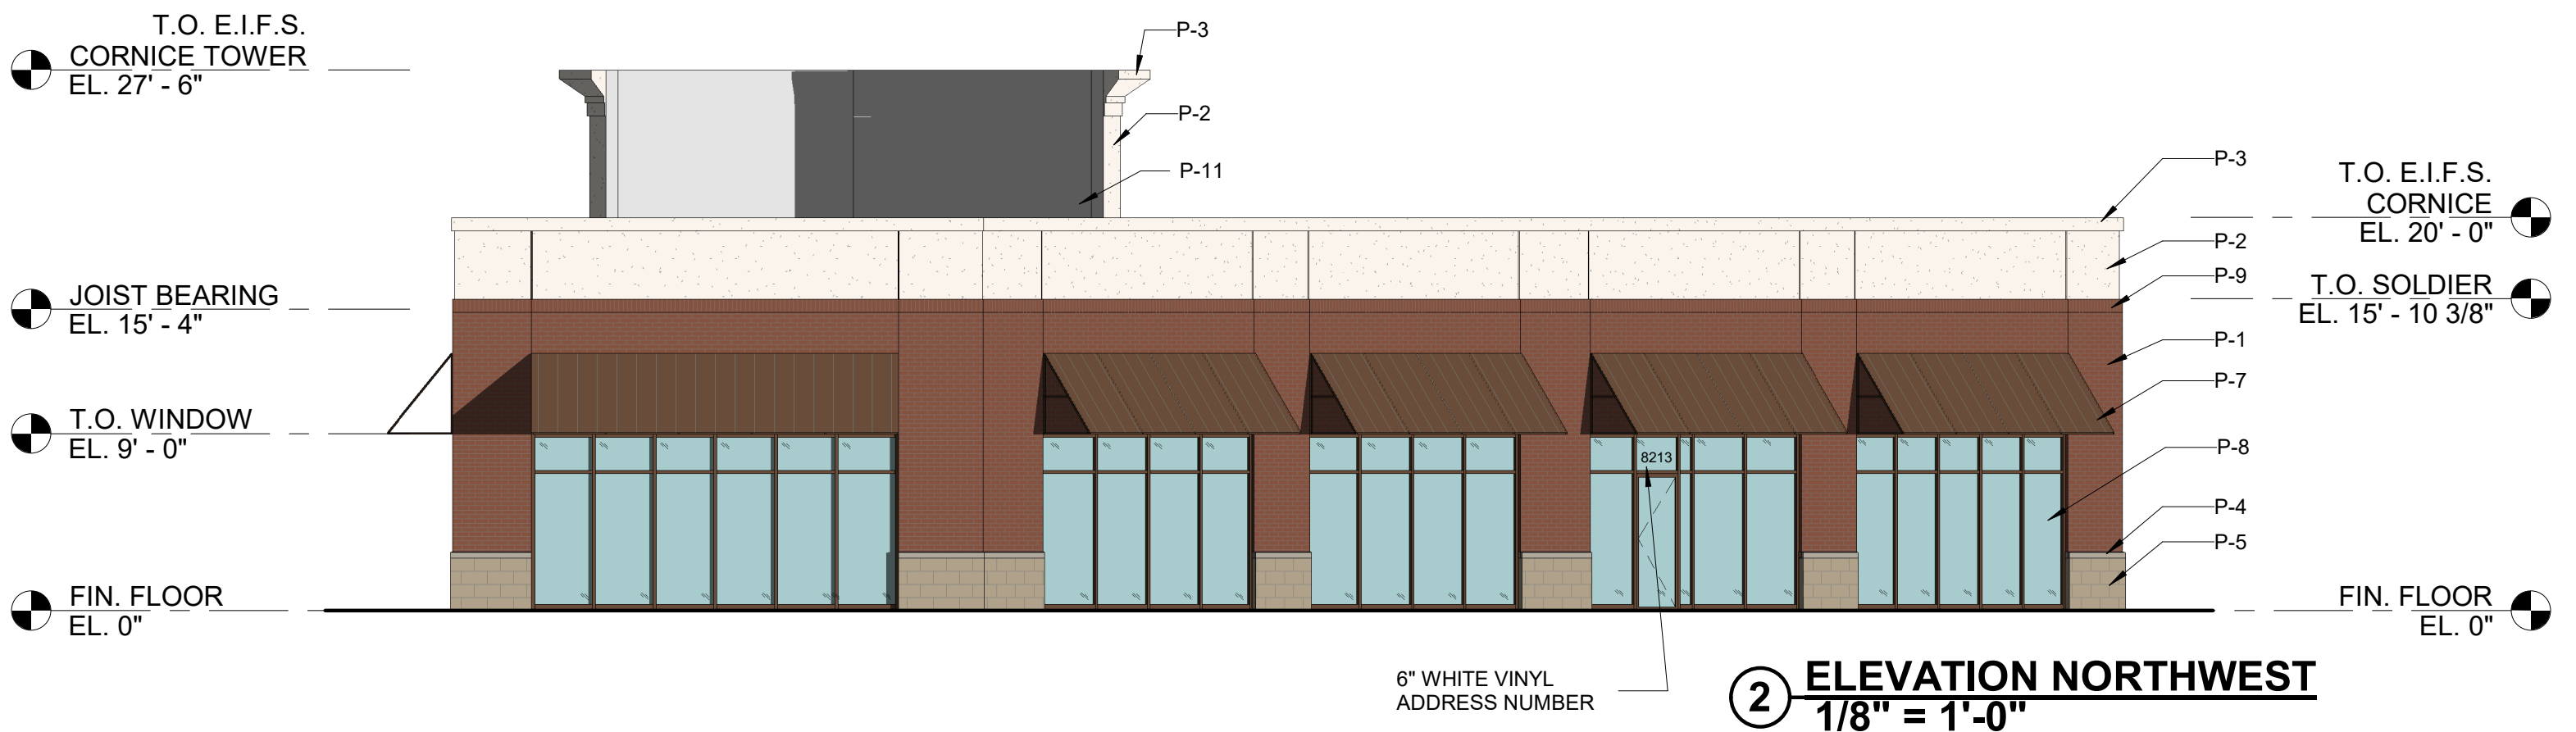 T.O. E.I.F.S.
CORNICE TOWER
EL. 27' - 6"
JOIST BEARING
EL. 15' - 4"
T.O. WINDOW
EL. 9' - 0"
FIN. FLOOR
EL. 0"
P-3
P-2
P-11
8213
6" WHITE VINYL
ADDRESS NUMBER
P-3
P-2
P-9
P-1
P-7
P-8
P-4
P-5
T.O. E.I.F.S.
CORNICE
EL. 20' - 0"
T.O. SOLDIER
EL. 15' - 10 3/8"
FIN. FLOOR
EL. 0"
2
ELEVATION NORTHWEST
1/8" = 1'-0"